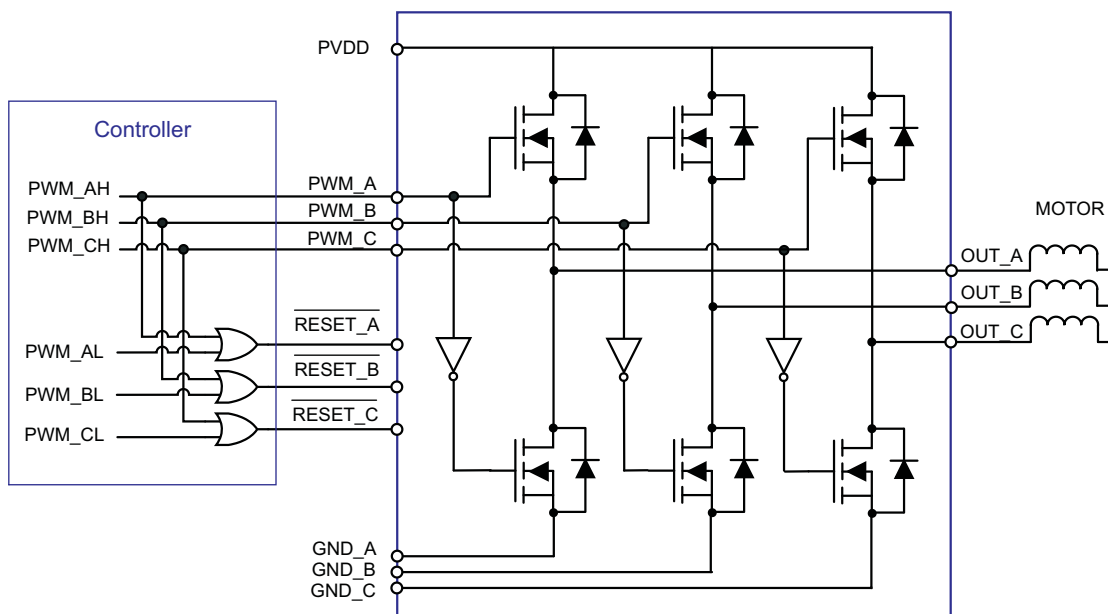 PVDD
Controller
PWM_AH
PWM_A
PWM_BH
PWM_B
MOTOR
PWM_CH
PWM_C
OUT_A
OUT_B
OUT_C
RESET_A
PWM_AL
RESET_B
PWM_BL
RESET_C
PWM_CL
GND_A
GND_B
GND_C